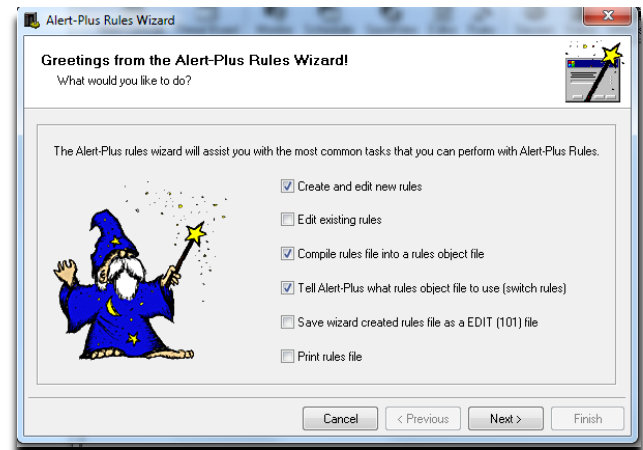 Alert-Plus Rules Wizard
Greetings from the Alert-Plus Rules Wizard!
What would you like to do?
The Alert-Plus rules wizard will assist you with the most common tasks that you can perform with Alert-Plus Rules.
Create and edit new rules
Edit existing rules
Compile rules file into a rules object file
Tell Alert-Plus what rules object file to use (switch rules)
Save wizard created rules file as a EDIT (101) file
Print rules file
Cancel
< Previous
Next >
Finish